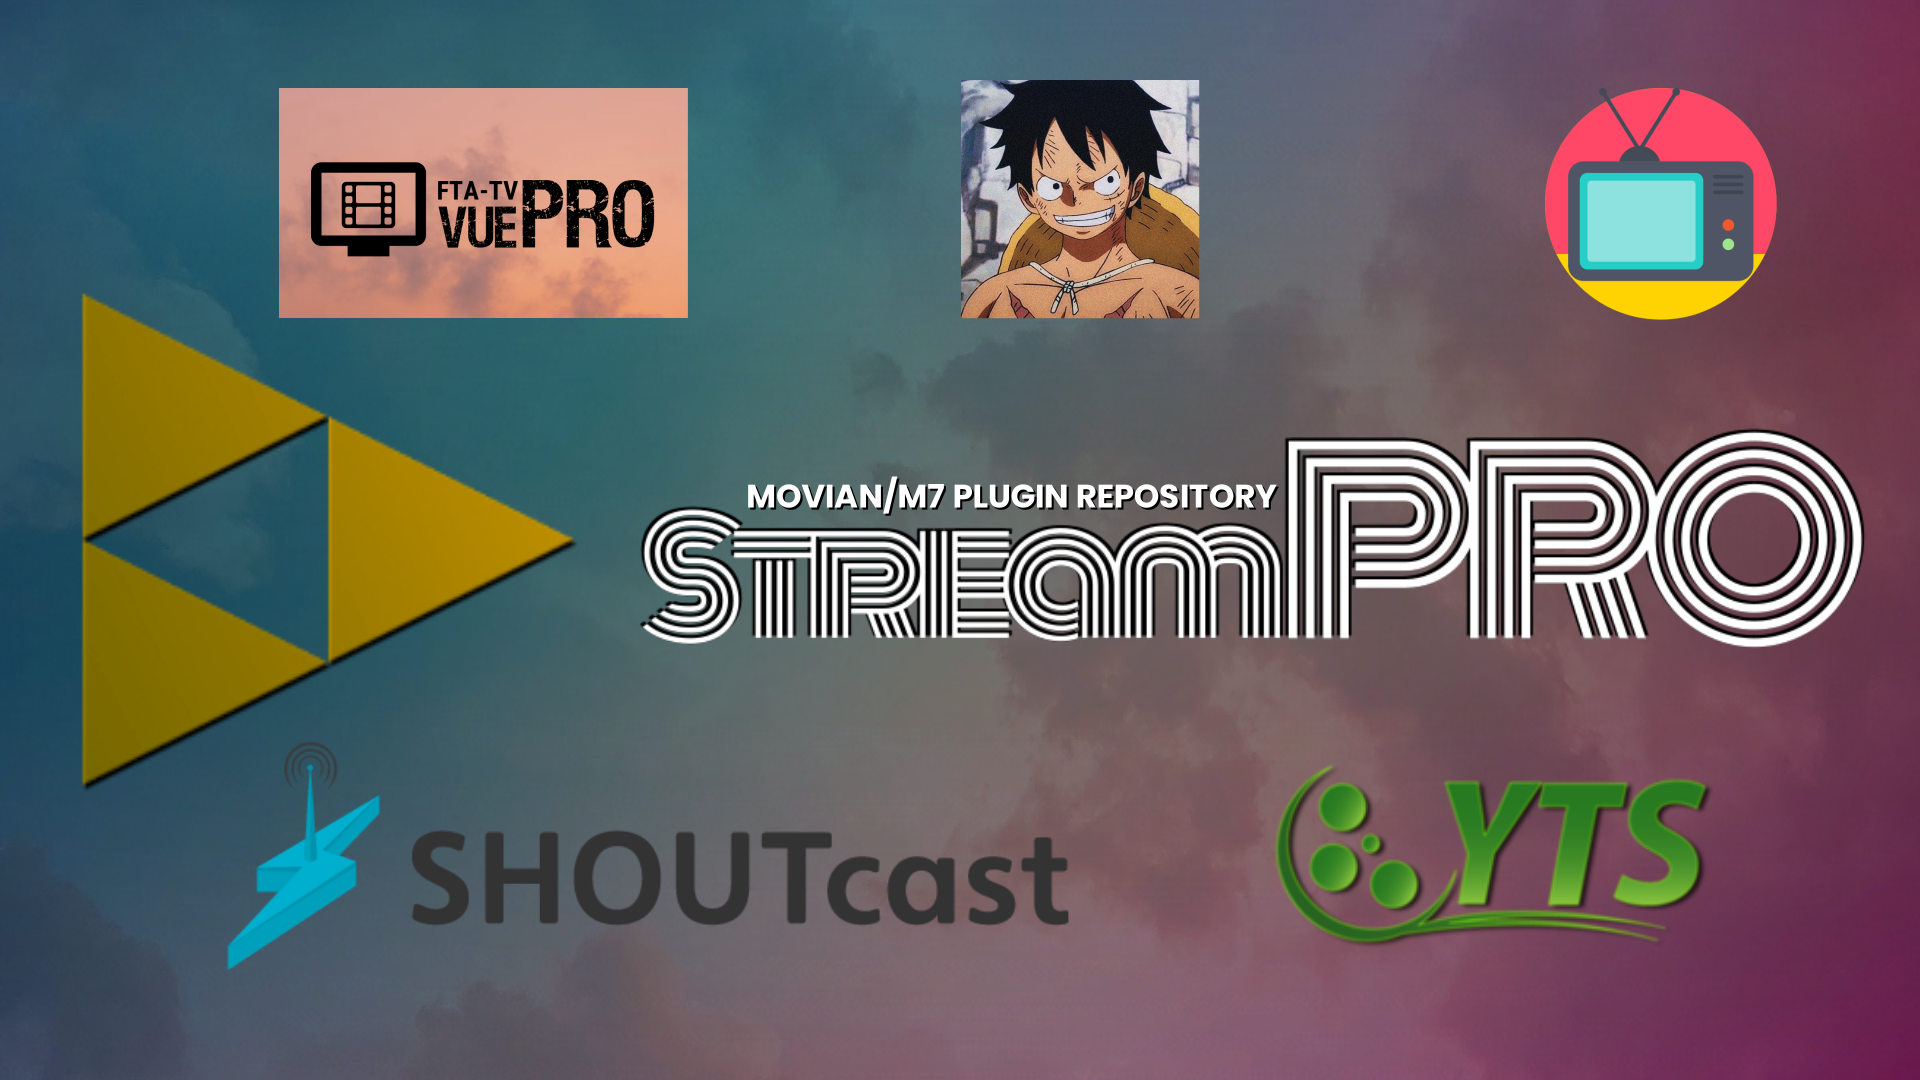 FTA-TV
VUEPRO
MOVIAN/M7 PLUGIN REPOSITORY
STREamPRO
SHOUTcast
YTS